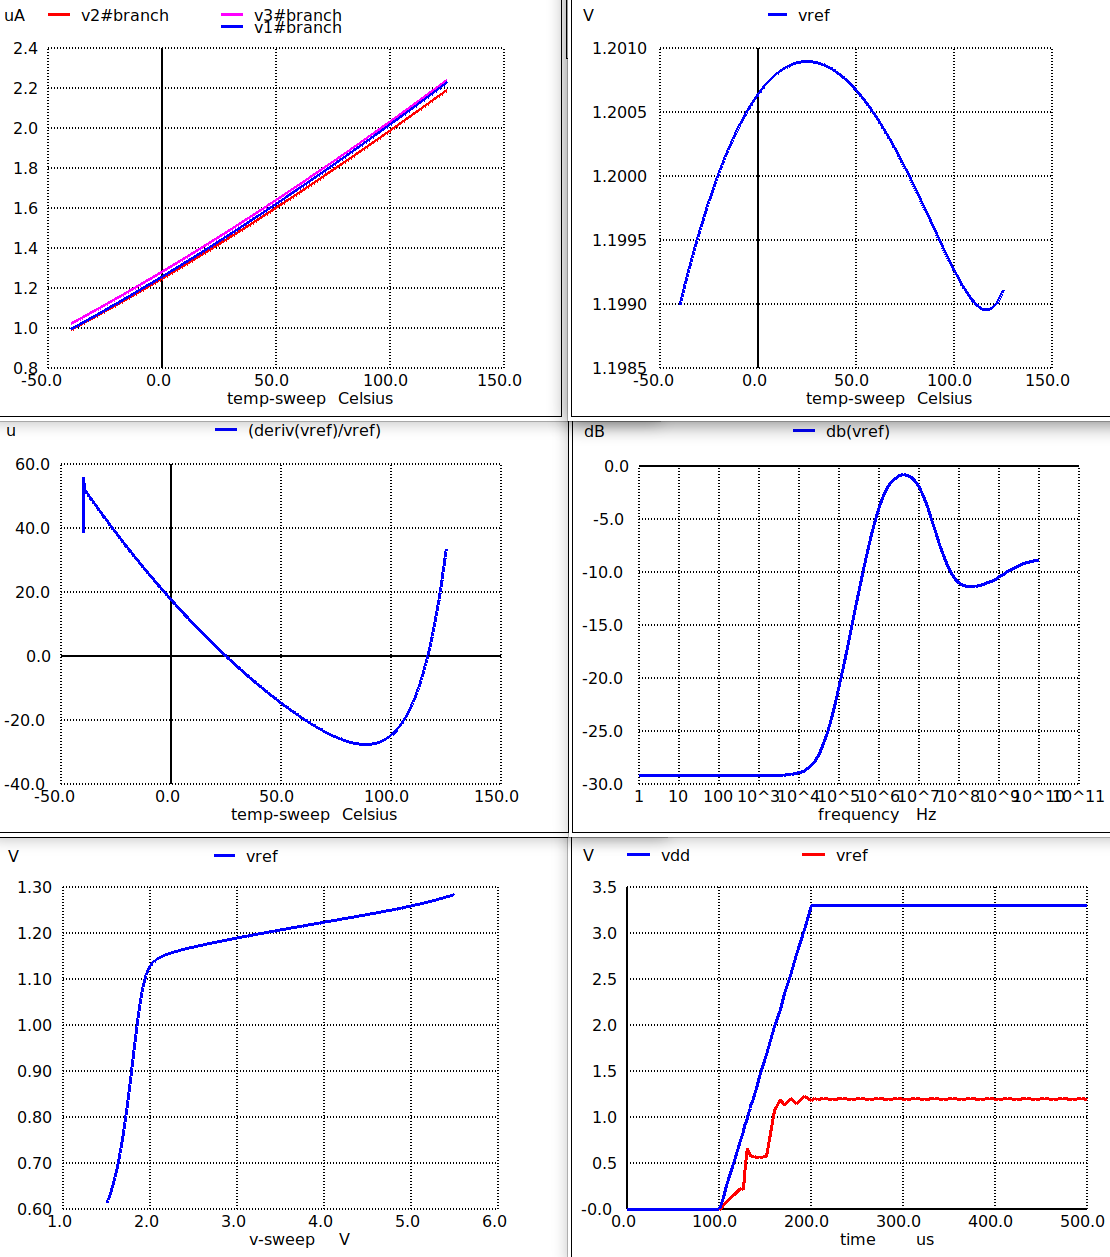 uA v2#branch v3#branch
v1#branch
2.4
2.2
2.0
1.8
1.6
1.4
1.2
1.0
0.8
-50.0 0.0 50.0 100.0 150.0
temp-sweep Celsius
V vref
1.2010
1.2005
1.2000
1.1995
1.1990
1.1985
-50.0 0.0 50.0 100.0 150.0
temp-sweep Celsius
u (deriv(vref)/vref)
60.0
40.0
20.0
0.0
-20.0
-40.0
-50.0 0.0 50.0 100.0 150.0
temp-sweep Celsius
dB db(vref)
0.0
-5.0
-10.0
-15.0
-20.0
-25.0
-30.0
1 10 100 10^3 10^4 10^5 10^6 10^7 10^8 10^9 10^10 10^11
frequency Hz
V vref
1.30
1.20
1.10
1.00
0.90
0.80
0.70
0.60
1.0 2.0 3.0 4.0 5.0 6.0
v-sweep V
V vdd vref
3.5
3.0
2.5
2.0
1.5
1.0
0.5
-0.0
0.0 100.0 200.0 300.0 400.0 500.0
time us